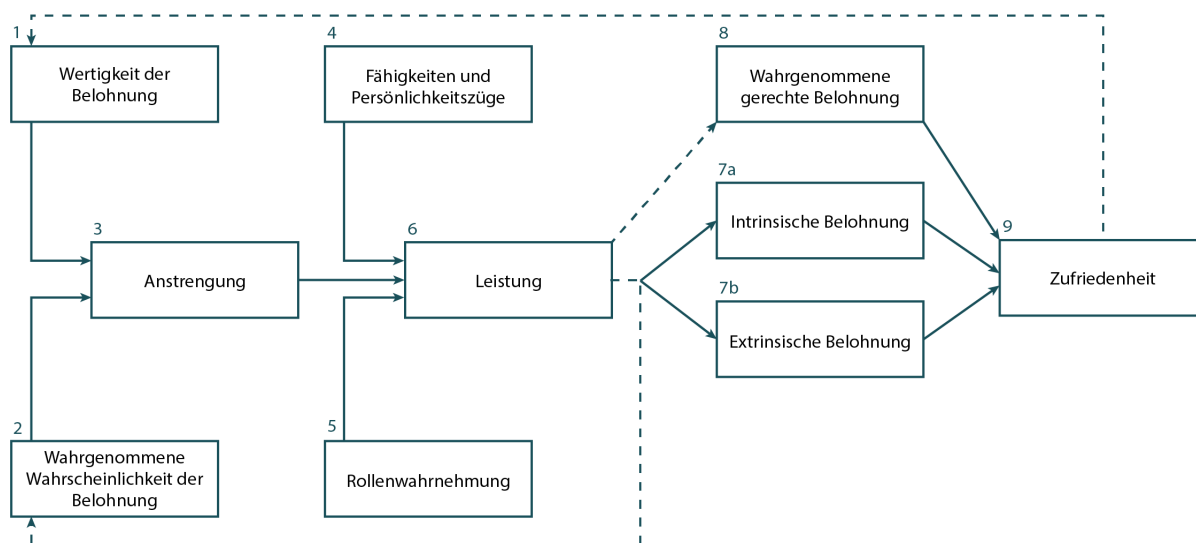 1
Wertigkeit der
Belohnung
4
Fähigkeiten und
Persönlichkeitszüge
8
Wahrgenommene
gerechte Belohnung
7a
Intrinsische Belohnung
3
Anstrengung
6
Leistung
9
Zufriedenheit
7b
Extrinsische Belohnung
2
Wahrgenommene
Wahrscheinlichkeit der
Belohnung
5
Rollenwahrnehmung